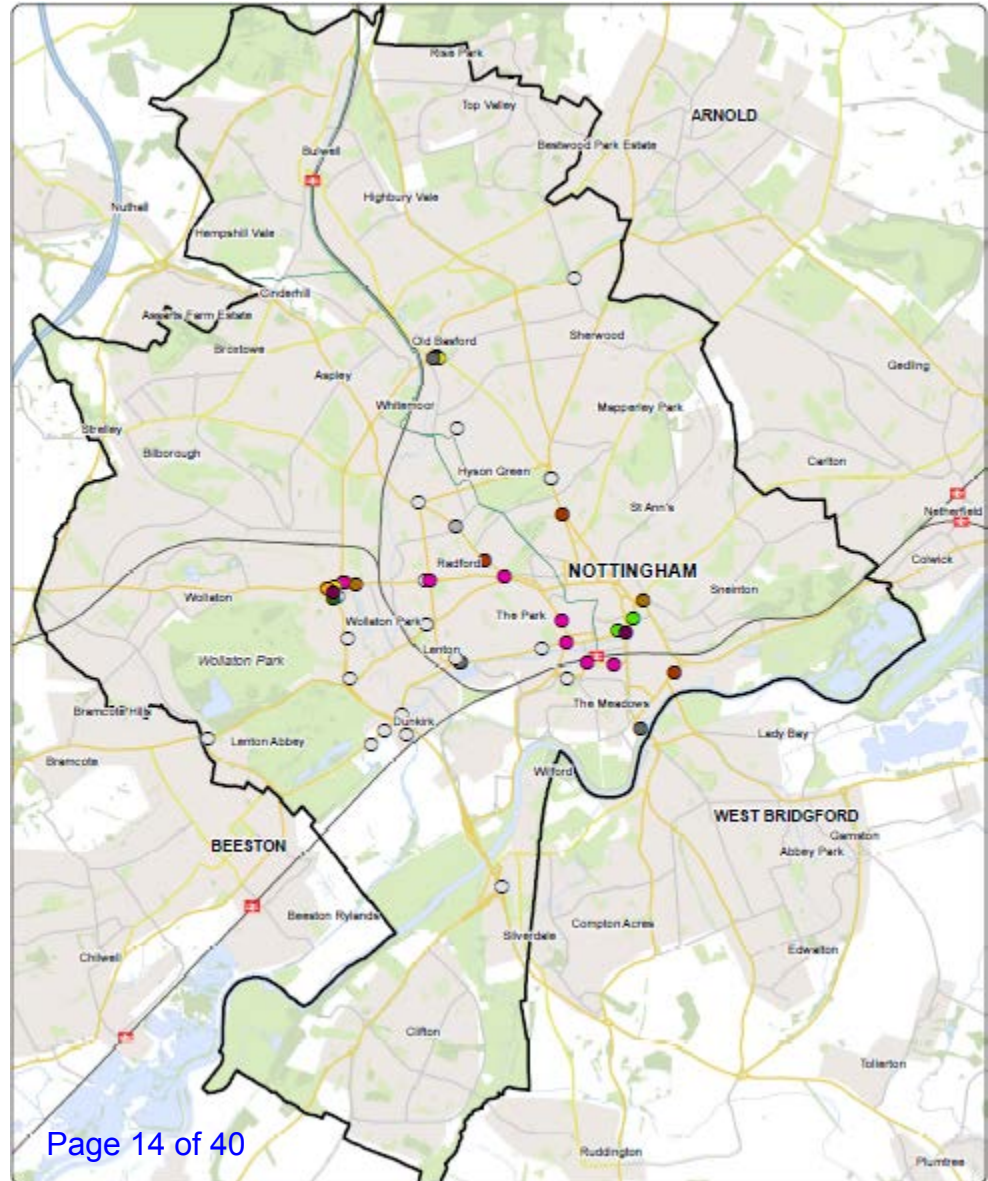 Rise Park
Top Valley
ARNOLD
Bestwood Park Estate
Bulwell
Highbury Vale
Nuthall
Hempshill Vale
Cinderhill
Assarts Farm Estate
Old Basford
Sherwood
Broxtowe
Gedling
Aspley
Whitemoor
Mapperley Park
Strelley
Bilborough
Carlton
Hyson Green
St Ann's
Netherfield
Colwick
Radford
NOTTINGHAM
Sneinton
Wollaton
The Park
Wollaton Park
Lenton
Wollaton Park
The Meadows
Bramcote Hills
Dunkirk
Lenton Abbey
Lady Bay
Bramcote
Wilford
WEST BRIDGFORD
Gamston
BEESTON
Abbey Park
Beeston Rylands
Compton Acres
Silverdale
Edwalton
Chilwell
Clifton
Tollerton
Page 14 of 40
Ruddington
Plumtree